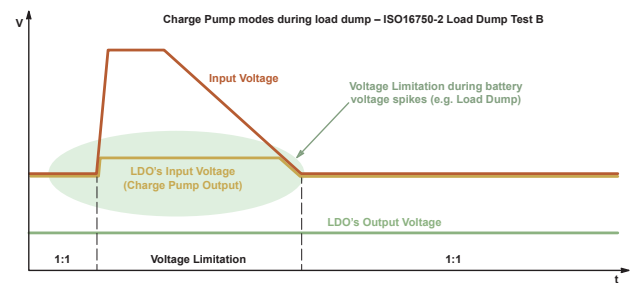 Charge Pump modes during load dump – ISO16750-2 Load Dump Test B
V
Input Voltage
Voltage Limitation during battery
voltage spikes (e.g. Load Dump)
LDO's Input Voltage
(Charge Pump Output)
LDO's Output Voltage
1:1
Voltage Limitation
1:1
t